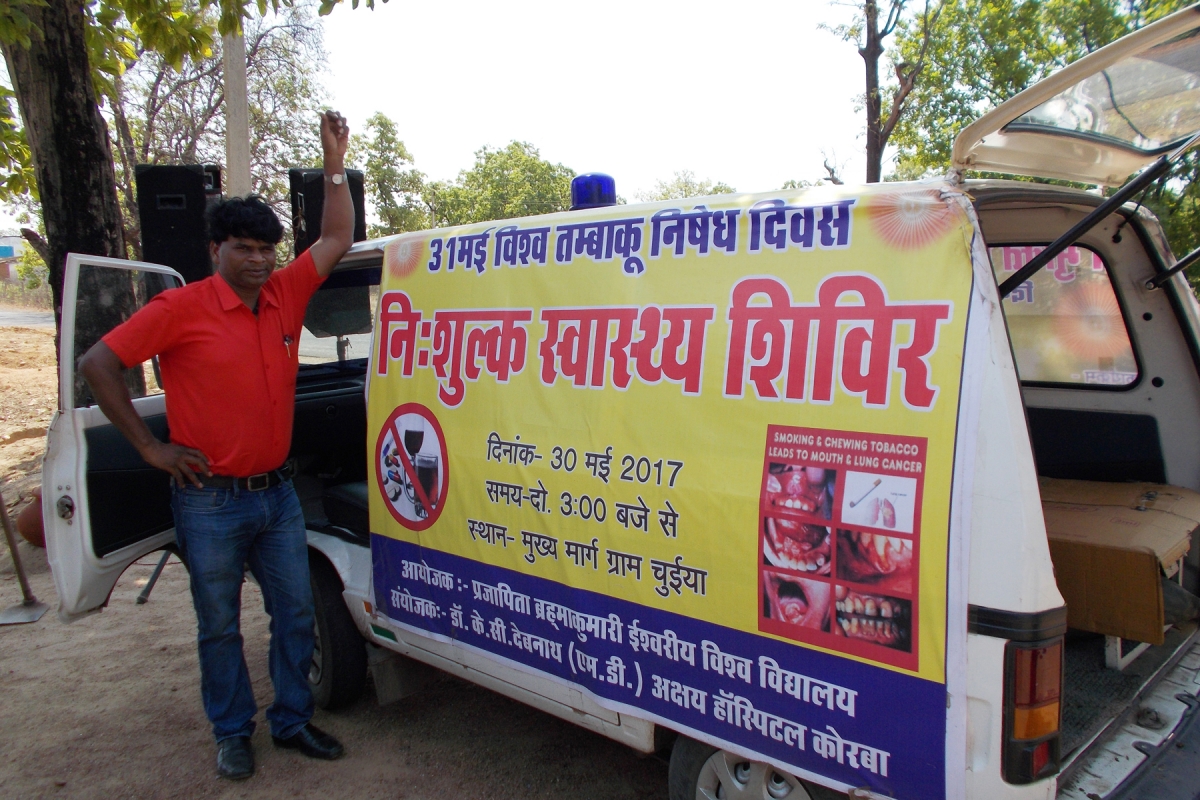 31मई विश्व तम्बाकू निषेध दिवस
निःशुल्क स्वास्थ्य शिविर
SMOKING & CHEWING TOBACCO
LEADS TO MOUTH & LUNG CANCER
दिनांक- 30 मई 2017
समय-दो. 3:00 बजे से
स्थान- मुख्य मार्ग ग्राम चुईया
आयोजक :- प्रजापिता ब्रह्माकुमारी ईश्वरीय विश्व विद्यालय
संयोजक:- डॉ. के.सी.देबनाथ (एम.डी.) अक्षय हॉस्पिटल कोरबा